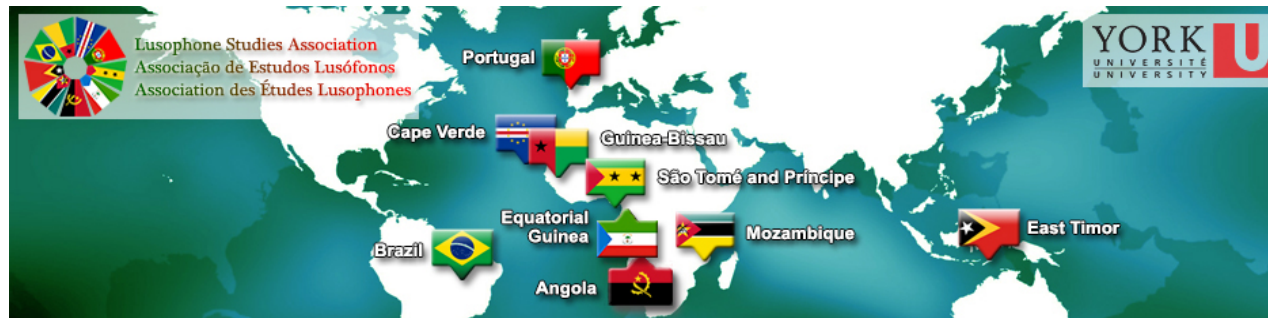 Lusophone Studies Association
Associação de Estudos Lusófonos
Association des Études Lusophones
YORK U
UNIVERSITÉ
UNIVERSITY
Portugal
Cape Verde
Guinea-Bissau
São Tomé and Príncipe
Equatorial
Guinea
Mozambique
East Timor
Brazil
Angola